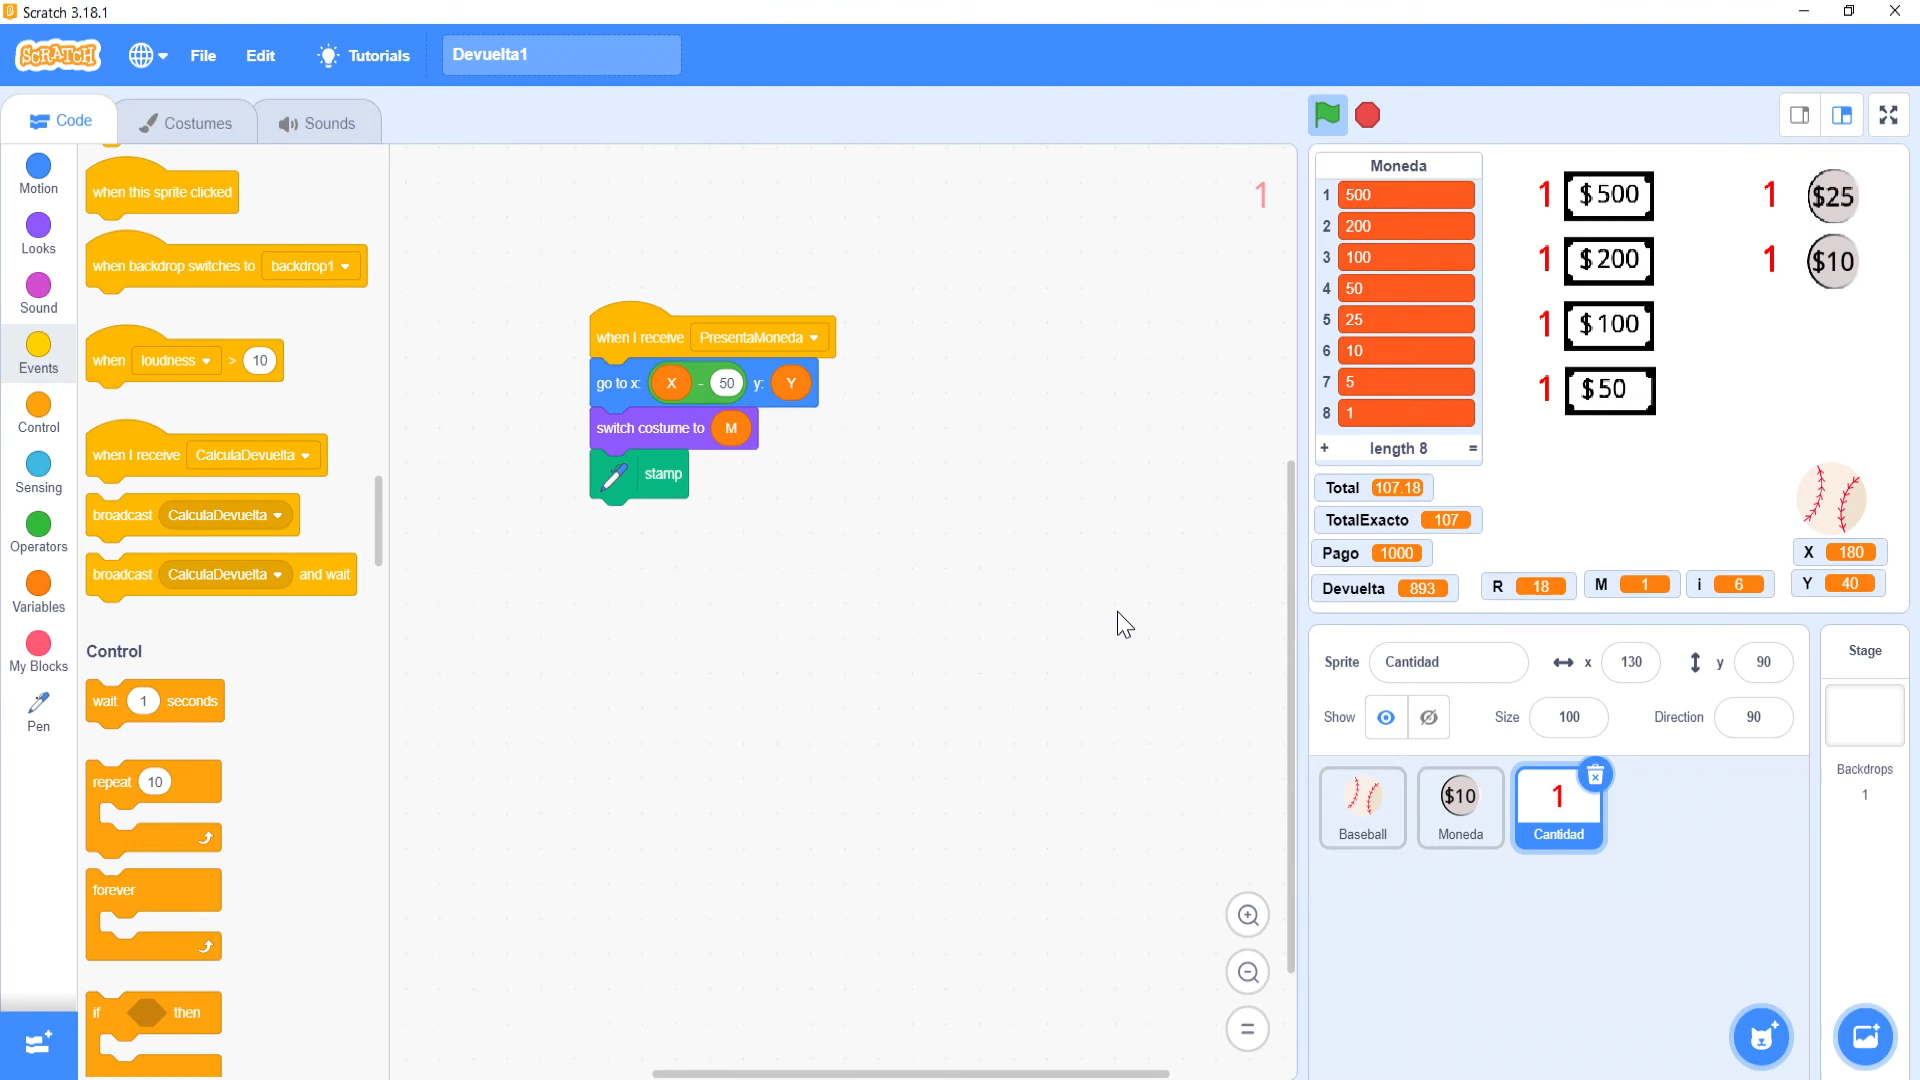 Scratch 3.18.1
SCRATCH
File
Edit
Tutorials
Devuelta1
Code
Costumes
Sounds
Motion
Looks
Sound
Events
Control
Sensing
Operators
Variables
My Blocks
Pen
when this sprite clicked
when backdrop switches to backdrop1
when loudness > 10
when I receive CalculaDevuelta
broadcast CalculaDevuelta
broadcast CalculaDevuelta and wait
Control
wait 1 seconds
repeat 10
forever
if then
1
when I receive PresentaMoneda
go to x: X - 50 y: Y
switch costume to M
stamp
Moneda
1 500
2 200
3 100
4 50
5 25
6 10
7 5
8 1
+ length 8 =
Total 107.18
TotalExacto 107
Pago 1000
Devuelta 893
R 18
M 1
i 6
X 180
Y 40
1 $500
1 $200
1 $100
1 $50
1 $25
1 $10
Sprite Cantidad x 130 y 90
Show Size 100 Direction 90
Baseball
$10
Moneda
1
Cantidad
Stage
Backdrops
1